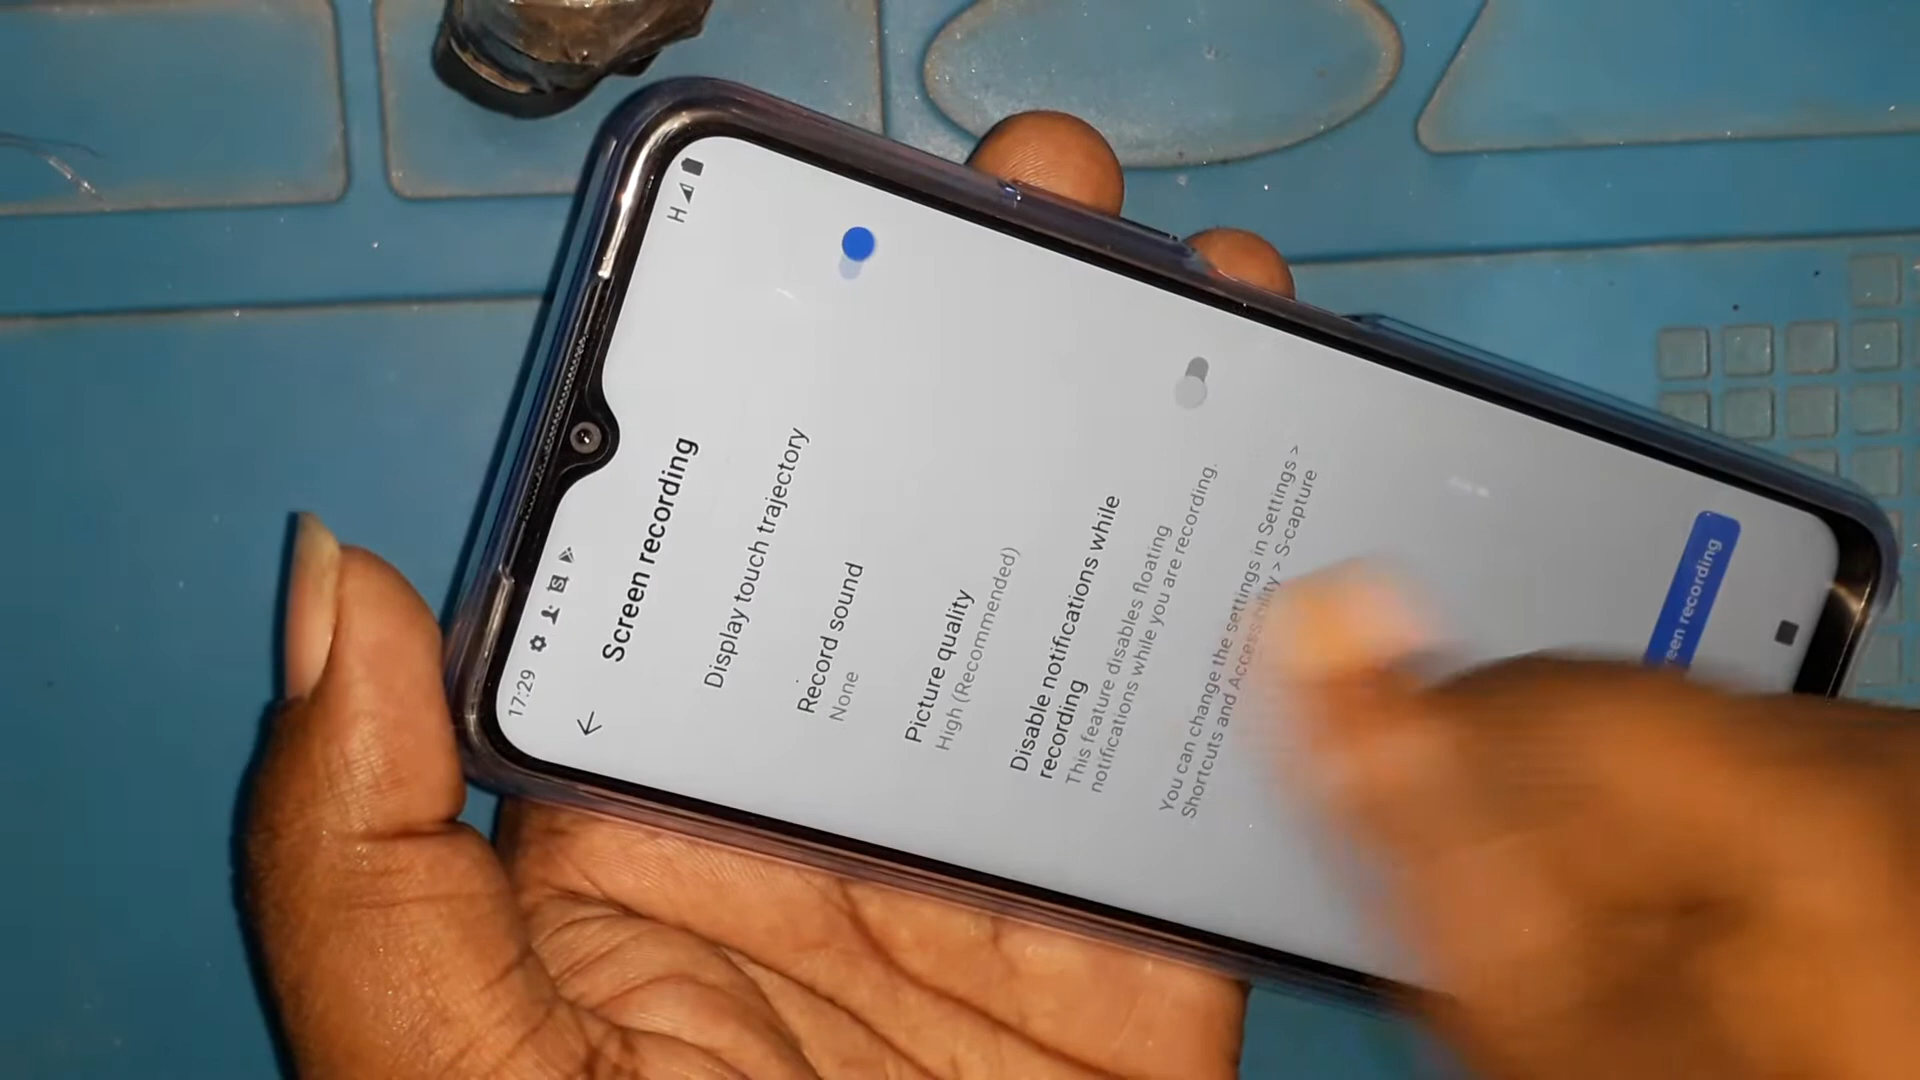 17:29
H
Screen recording
Display touch trajectory
Record sound
None
Picture quality
High (Recommended)
Disable notifications while
recording
This feature disables floating
notifications while you are recording.
You can change the settings in Settings >
Shortcuts and Accessibility > S-capture
recording